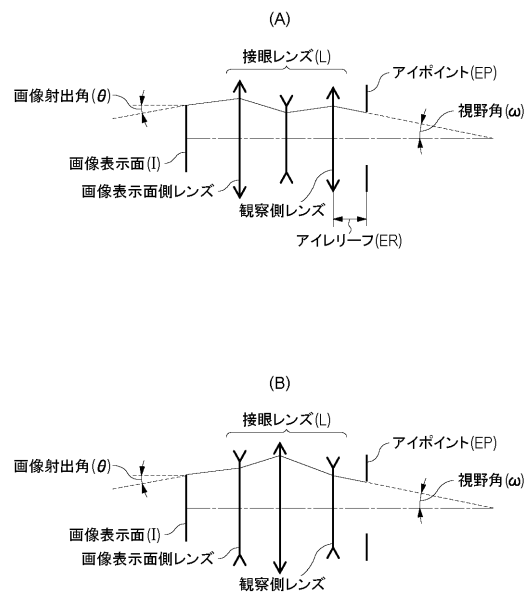 (A)
接眼レンズ(L)
アイポイント(EP)
画像射出角(θ)
視野角(ω)
画像表示面(I)
画像表示面側レンズ
観察側レンズ
アイレリーフ(ER)
(B)
接眼レンズ(L)
アイポイント(EP)
画像射出角(θ)
視野角(ω)
画像表示面(I)
画像表示面側レンズ
観察側レンズ